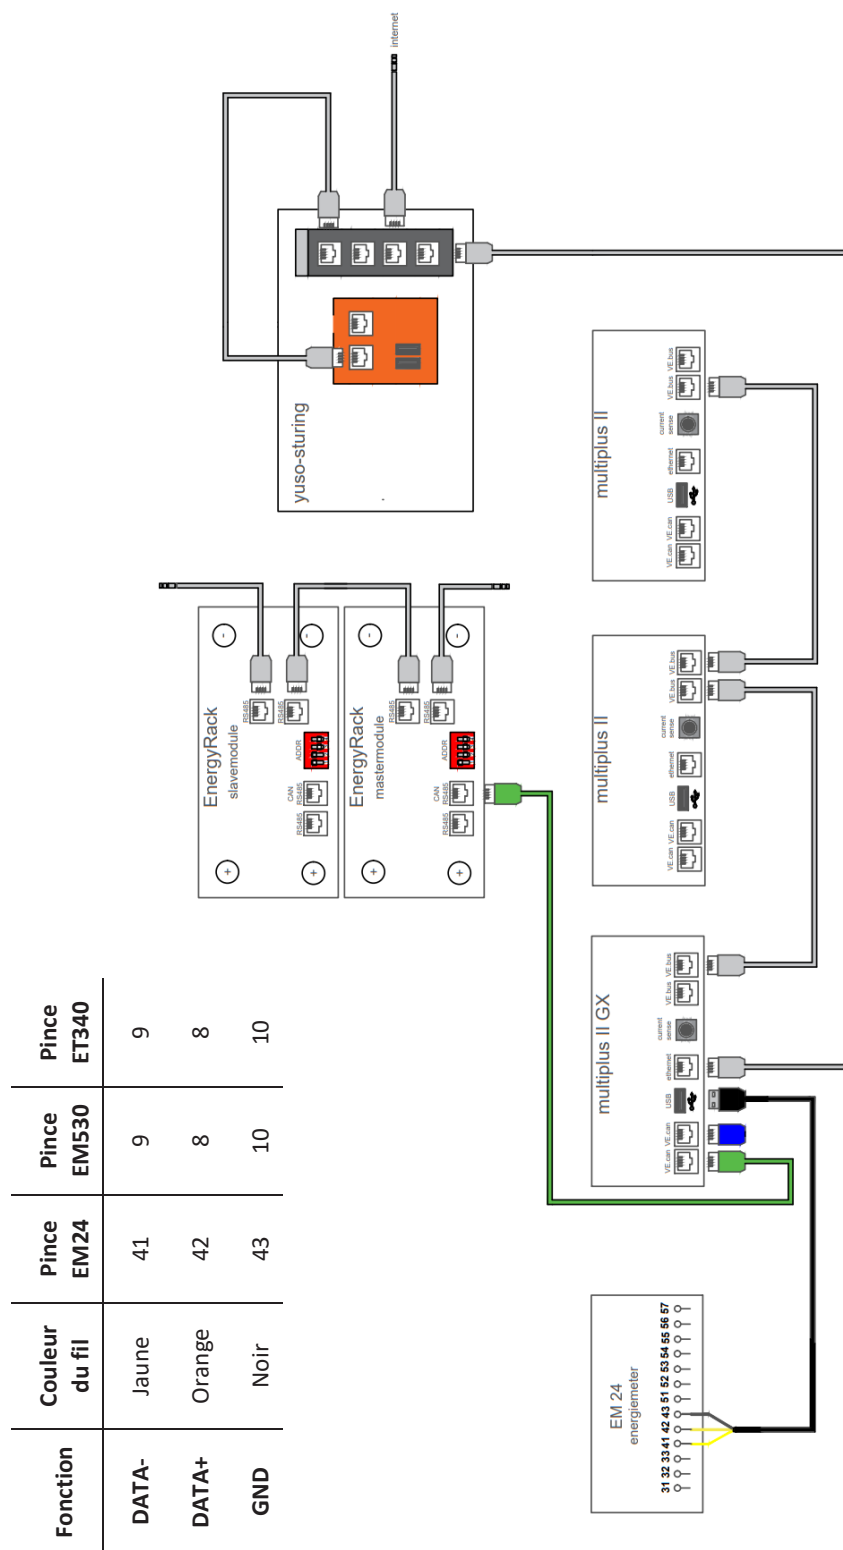 Fonction
Couleur
du fil
Pince
EM24
Pince
EM530
Pince
ET340
DATA-
Jaune
41
9
9
DATA+
Orange
42
8
8
GND
Noir
43
10
10
+
EnergyRack
slavemodule
-
+
RS485
CAN
RS485
ADDR
RS485
RS485
-
+
EnergyRack
mastermodule
-
+
RS485
CAN
RS485
ADDR
RS485
RS485
-
yuso-sturing
internet
EM 24
energiemeter
31 32 33 41 42 43 51 52 53 54 55 56 57
multiplus II GX
VE.can
VE.can
USB
ethernet
current
sense
VE.bus
VE.bus
multiplus II
VE.can
VE.can
USB
ethernet
current
sense
VE.bus
VE.bus
multiplus II
VE.can
VE.can
USB
ethernet
current
sense
VE.bus
VE.bus